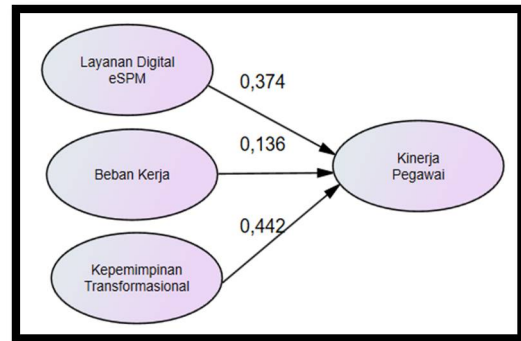 Layanan Digital
eSPM
0,374
Beban Kerja
0,136
Kinerja
Pegawai
0,442
Kepemimpinan
Transformasional